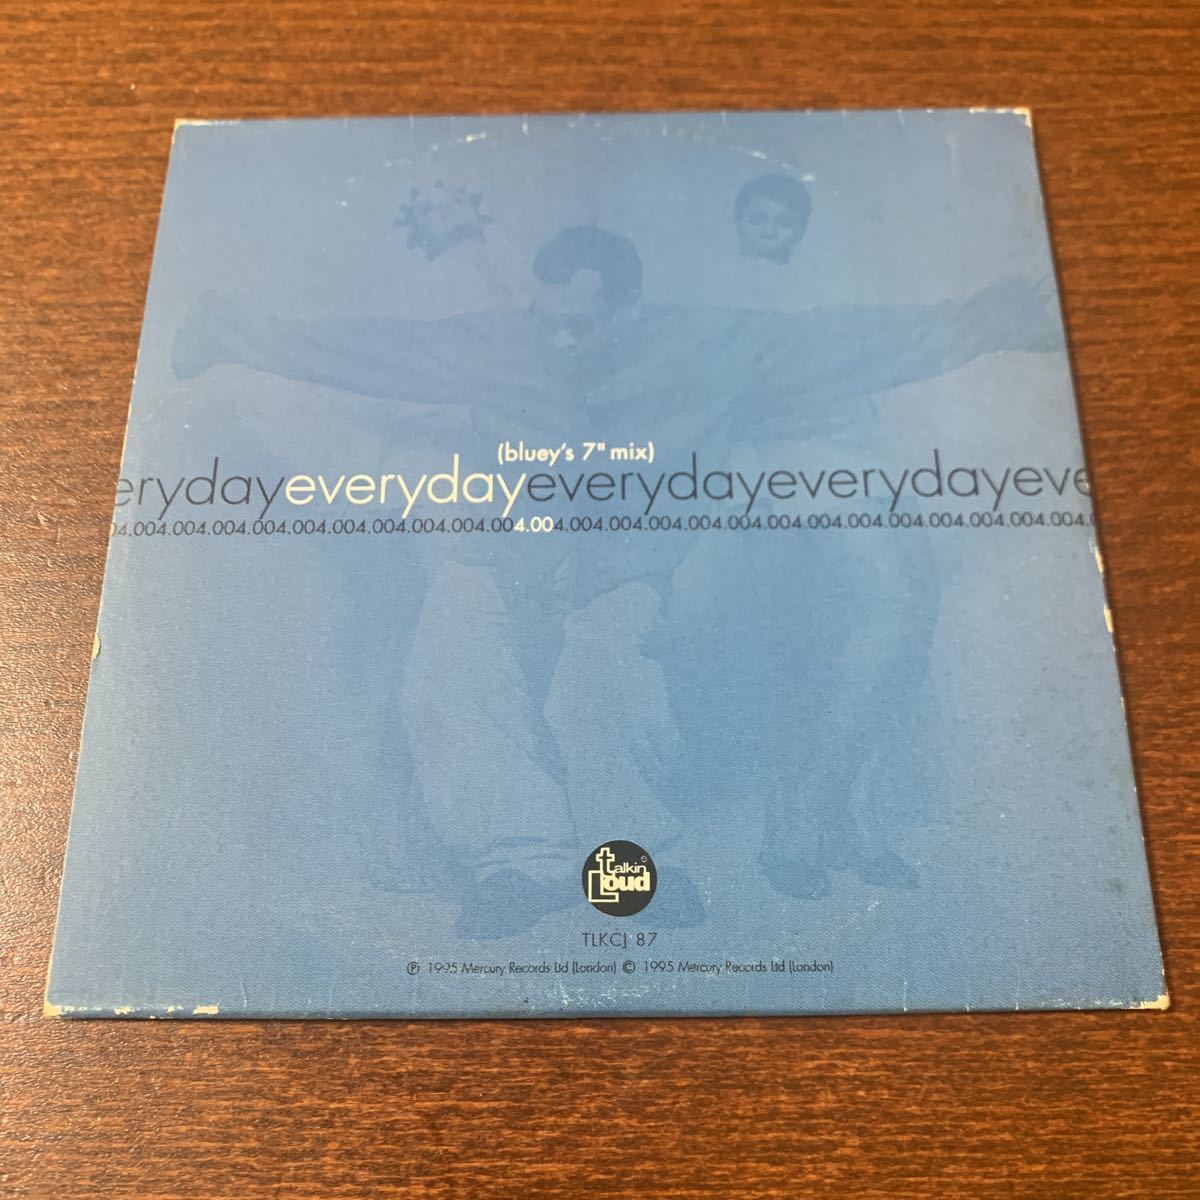 (bluey's 7" mix)
erydayeverydayeverydayeverydayeve
04.004.004.004.004.004.004.004.004.004.004.004.004.004.004.004.004.004.004.004.004.004.004.004.004.0
talkin Loud
TLKCJ 87
℗ 1995 Mercury Records Ltd (London) © 1995 Mercury Records Ltd (London)